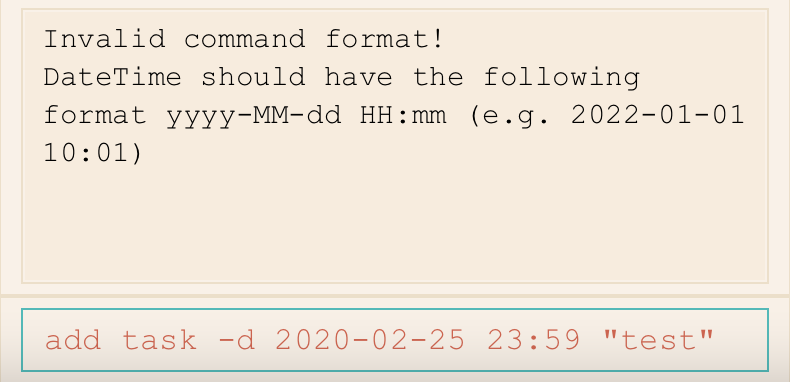 Invalid command format!
DateTime should have the following
format yyyy-MM-dd HH:mm (e.g. 2022-01-01
10:01)
add task -d 2020-02-25 23:59 "test"